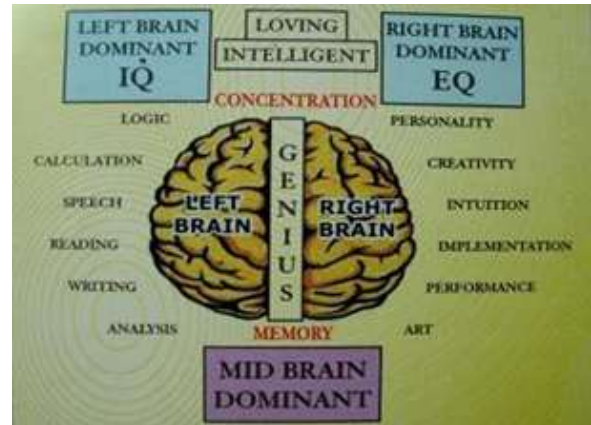 LEFT BRAIN
DOMINANT
IQ
LOVING
INTELLIGENT
RIGHT BRAIN
DOMINANT
EQ
CONCENTRATION
LOGIC
CALCULATION
SPEECH
READING
WRITING
ANALYSIS
LEFT
BRAIN
GENIUS
RIGHT
BRAIN
PERSONALITY
CREATIVITY
INTUITION
IMPLEMENTATION
PERFORMANCE
ART
MEMORY
MID BRAIN
DOMINANT